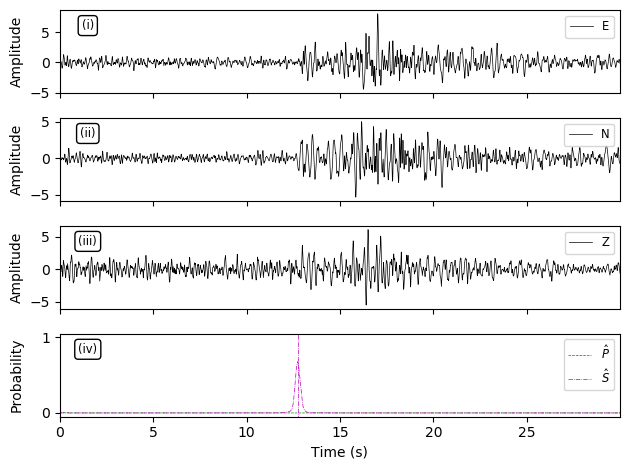 (i)
E
Amplitude
5
0
−5
(ii)
N
Amplitude
5
0
−5
(iii)
Z
Amplitude
5
0
−5
(iv)
P̂
Ŝ
Probability
1
0
0 5 10 15 20 25
Time (s)